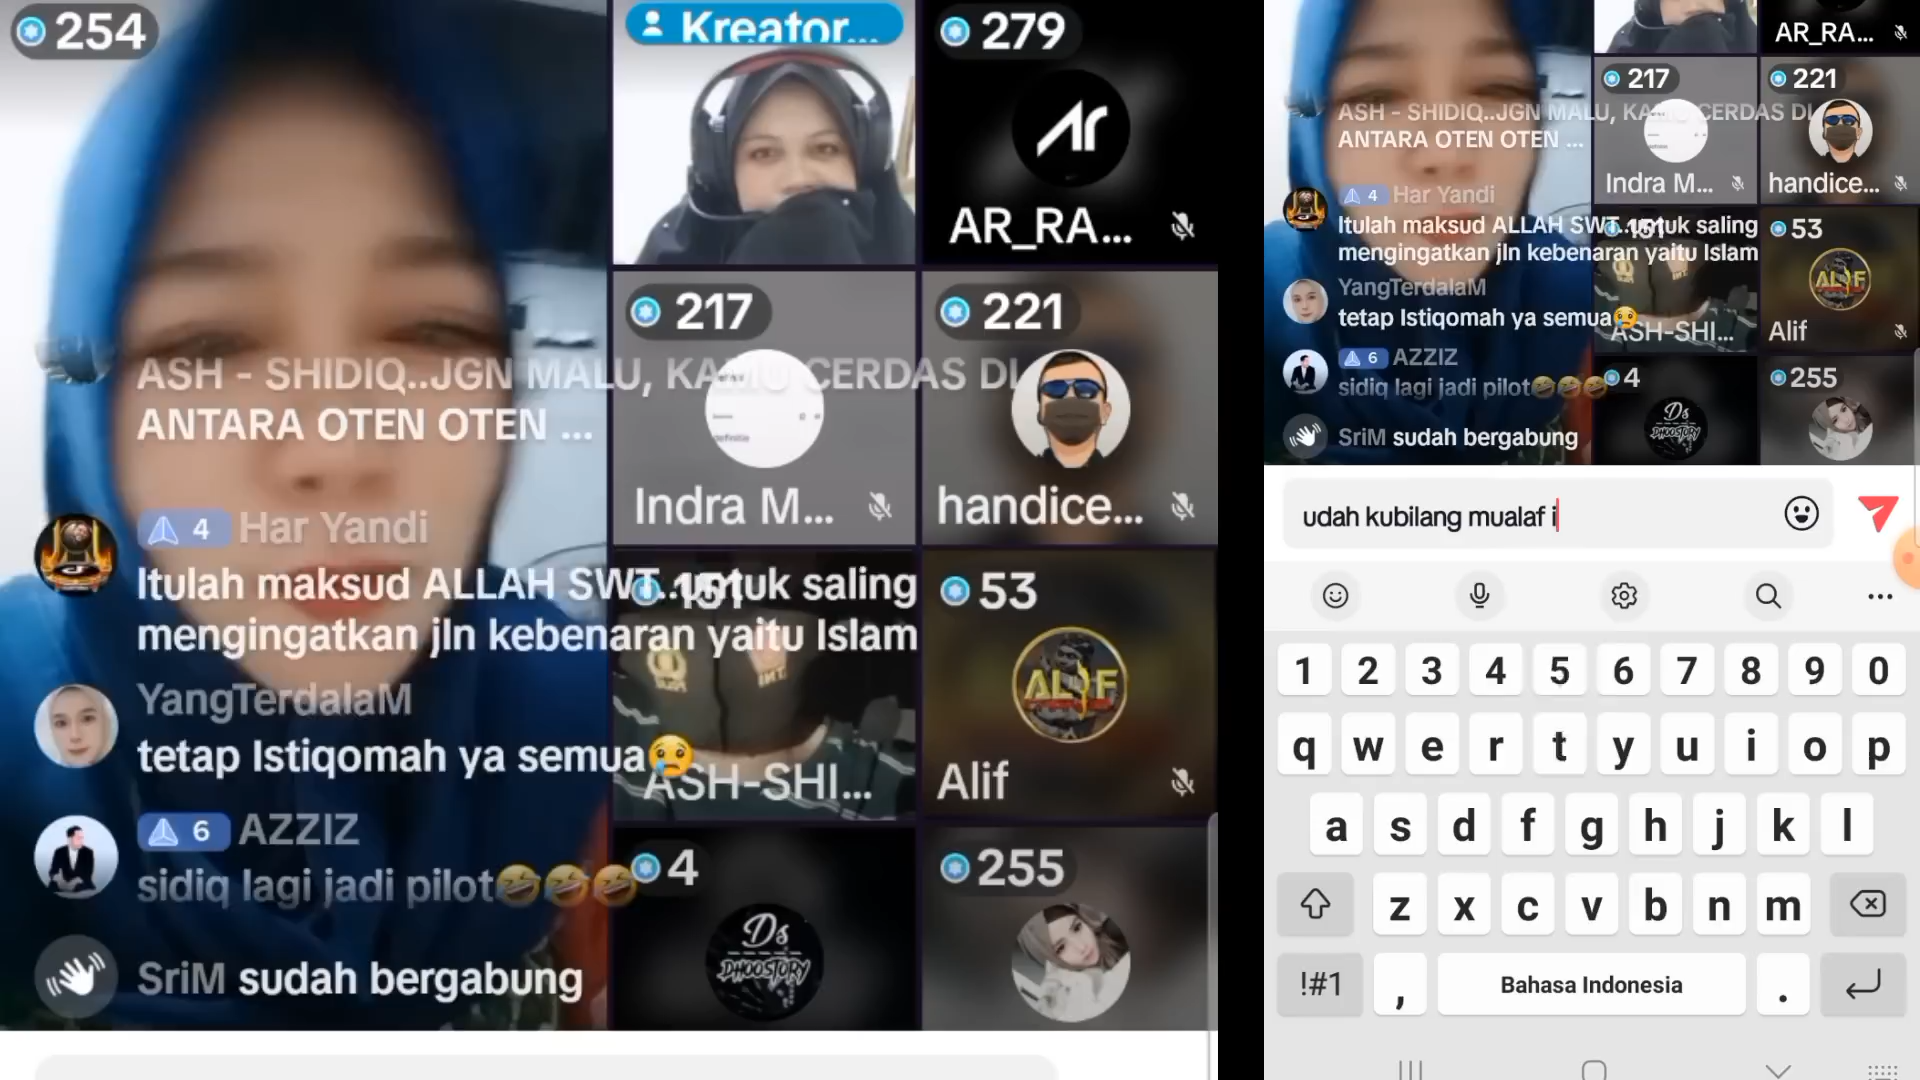 254
Kreator...
279
AR_RA...
217
221
ASH - SHIDIQ..JGN MALU, KAMU CERDAS DI
ANTARA OTEN OTEN ...
Indra M...
handice...
4 Har Yandi
Itulah maksud ALLAH SWT..untuk saling
mengingatkan jln kebenaran yaitu Islam
151
53
ALIF
YangTerdalaM
tetap Istiqomah ya semua😢
ASH-SHI...
Alif
6 AZZIZ
sidiq lagi jadi pilot🤣🤣🤣
4
255
Ds
DHOOSTORY
SriM sudah bergabung
AR_RA...
217
221
ASH - SHIDIQ..JGN MALU, KAMU CERDAS DI
ANTARA OTEN OTEN ...
Indra M...
handice...
4 Har Yandi
Itulah maksud ALLAH SWT..untuk saling
mengingatkan jln kebenaran yaitu Islam
151
53
ALIF
YangTerdalaM
tetap Istiqomah ya semua😢
ASH-SHI...
Alif
6 AZZIZ
sidiq lagi jadi pilot🤣🤣🤣
4
255
Ds
DHOOSTORY
SriM sudah bergabung
udah kubilang mualaf i
1 2 3 4 5 6 7 8 9 0
q w e r t y u i o p
a s d f g h j k l
z x c v b n m
!#1 , Bahasa Indonesia .